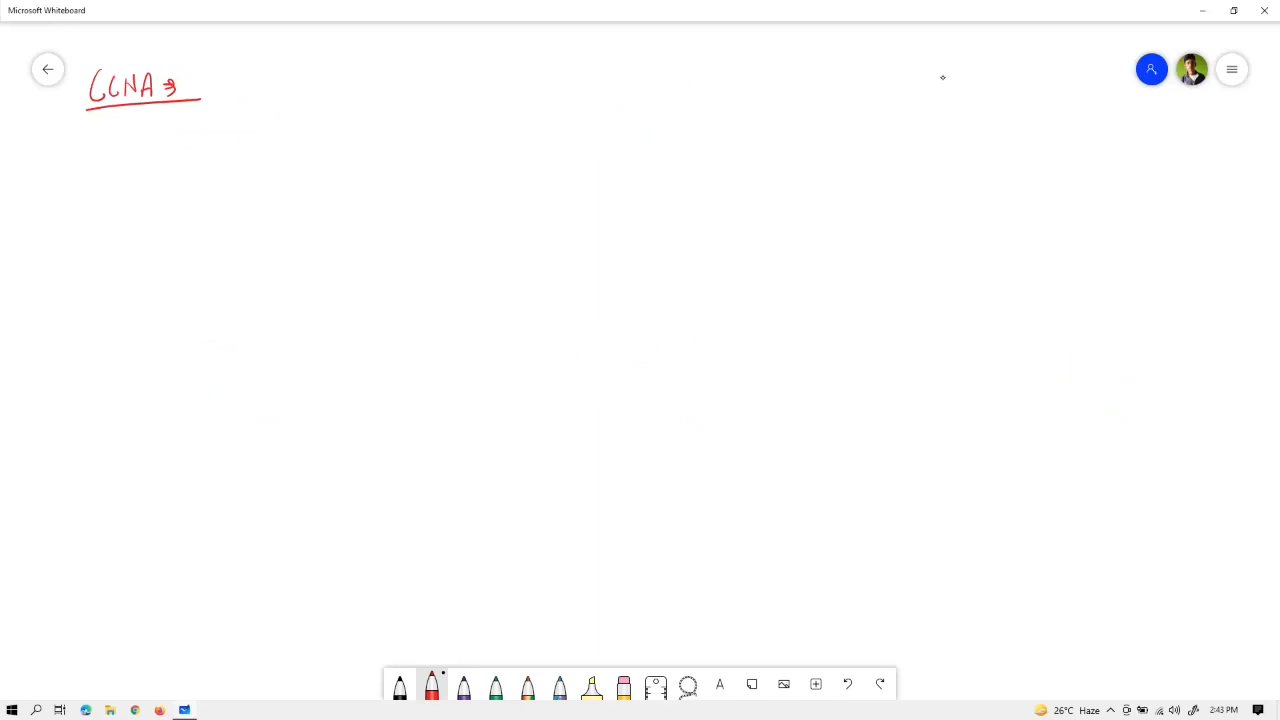 Microsoft Whiteboard
CCNA →
A
26°C Haze
2:43 PM